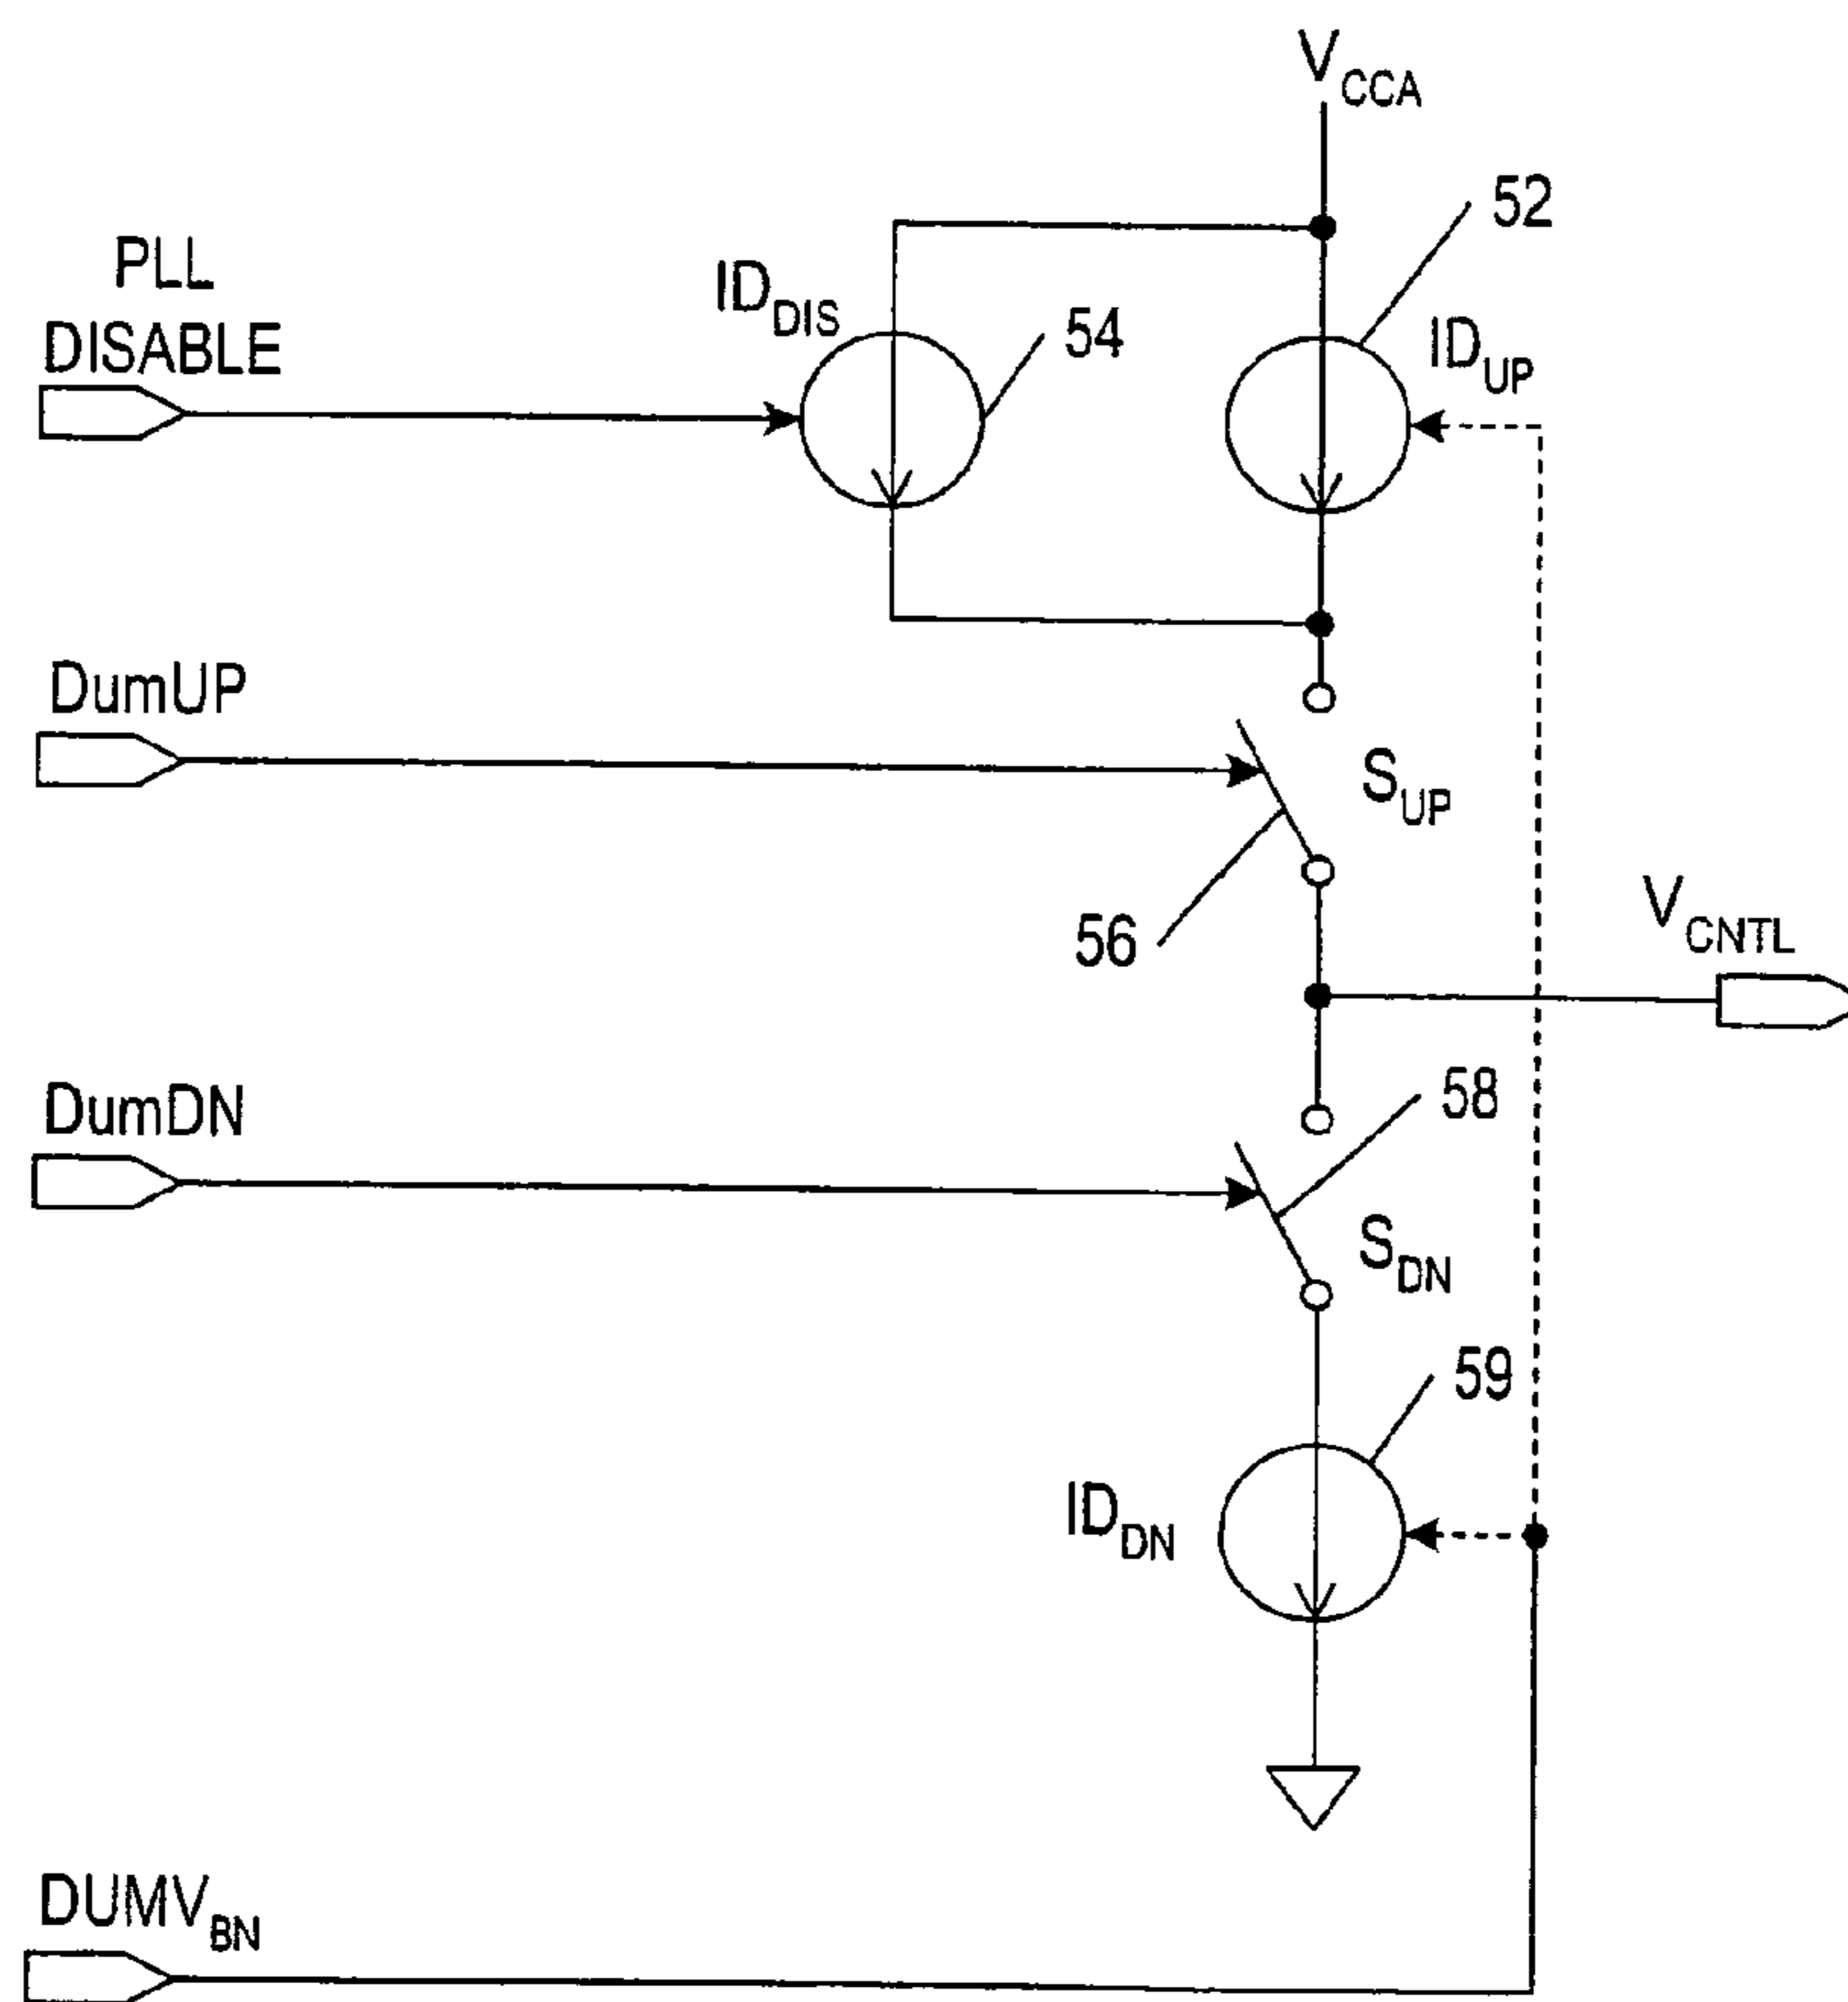 VCCA
52
PLL
DISABLE
IDDIS
54
IDUP
DumUP
SUP
56
VCNTL
DumDN
58
SDN
59
IDDN
DUMVBN